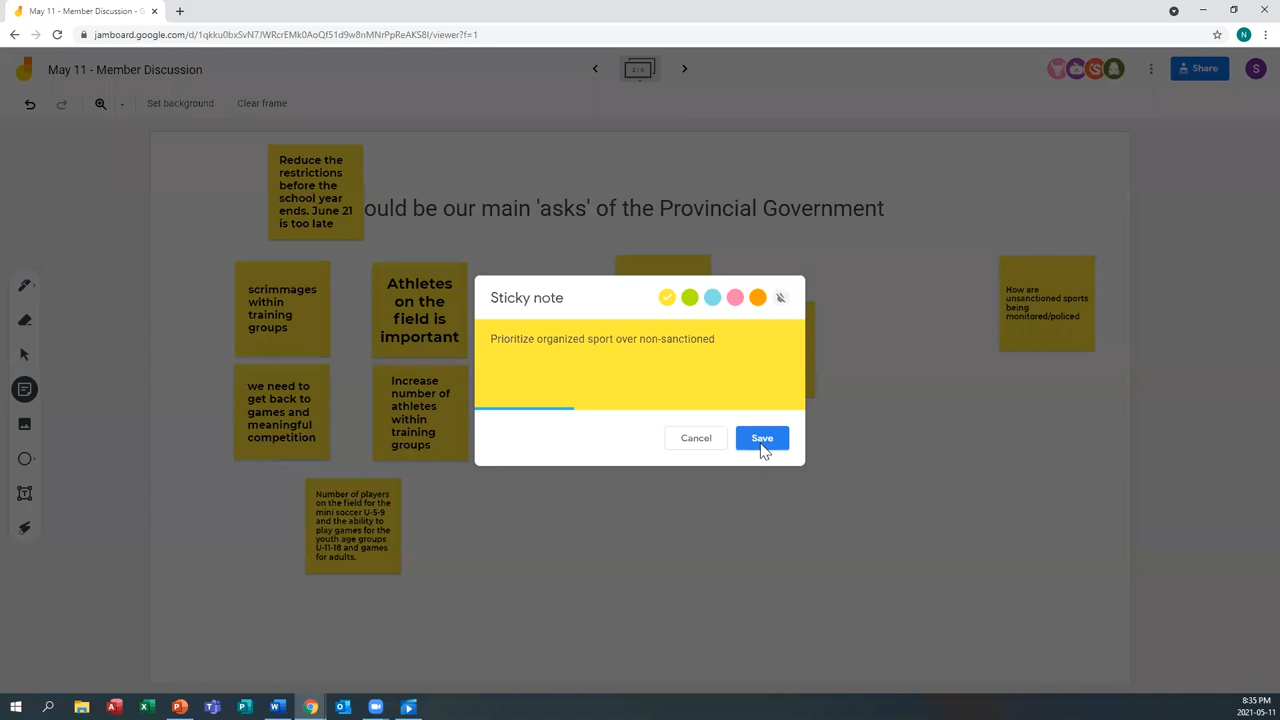 May 11 - Member Discussion - G
jamboard.google.com/d/1qkku0bxSvN7JWRcrEMk0AoQf51d9w8nMNrPpReAKS8I/viewer?f=1
N
May 11 - Member Discussion
2 / 4
Share
S
Set background
Clear frame
Reduce the
restrictions
before the
school year
ends. June 21
is too late
ould be our main 'asks' of the Provincial Government
scrimmages
within
training
groups
Athletes
on the
field is
important
How are
unsanctioned sports
being
monitored/policed
we need to
get back to
games and
meaningful
competition
Increase
number of
athletes
within
training
groups
Number of players
on the field for the
mini soccer U-5-9
and the ability to
play games for the
youth age groups
U-11-18 and games
for adults.
Sticky note
Prioritize organized sport over non-sanctioned
Cancel
Save
8:35 PM
2021-05-11